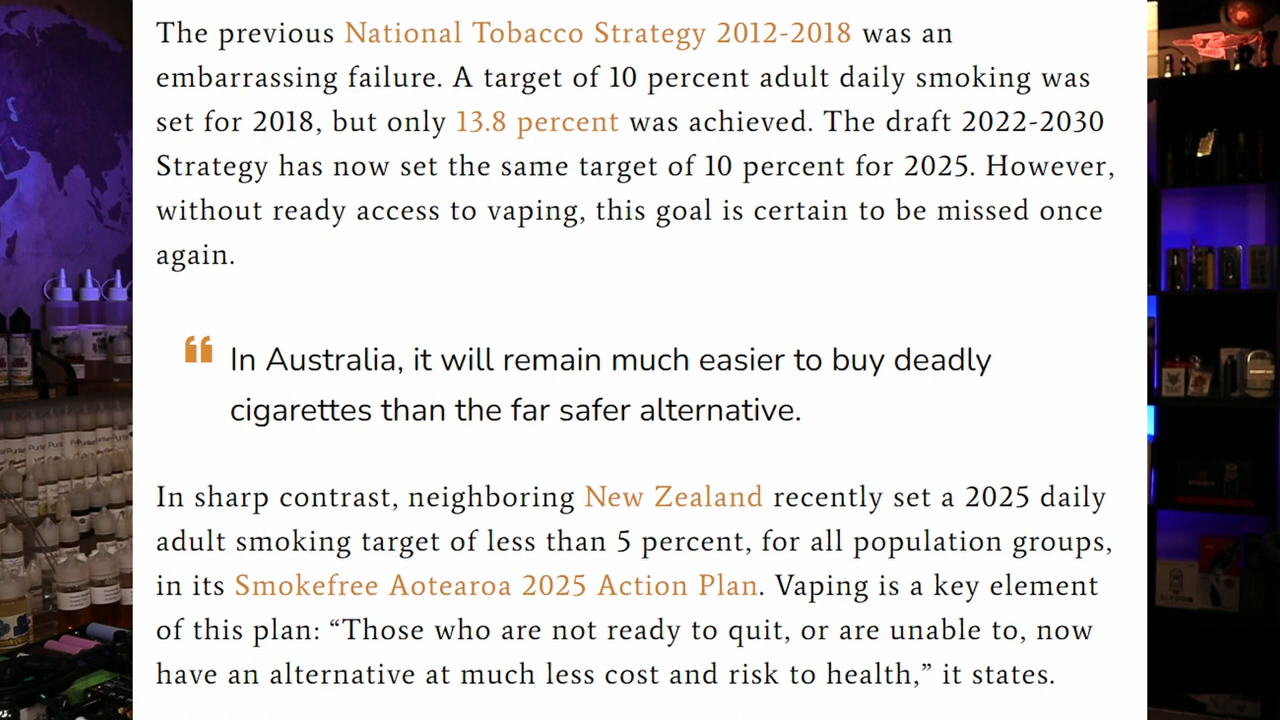 The previous National Tobacco Strategy 2012-2018 was an
embarrassing failure. A target of 10 percent adult daily smoking was
set for 2018, but only 13.8 percent was achieved. The draft 2022-2030
Strategy has now set the same target of 10 percent for 2025. However,
without ready access to vaping, this goal is certain to be missed once
again.
“ In Australia, it will remain much easier to buy deadly
cigarettes than the far safer alternative.
In sharp contrast, neighboring New Zealand recently set a 2025 daily
adult smoking target of less than 5 percent, for all population groups,
in its Smokefree Aotearoa 2025 Action Plan. Vaping is a key element
of this plan: “Those who are not ready to quit, or are unable to, now
have an alternative at much less cost and risk to health,” it states.